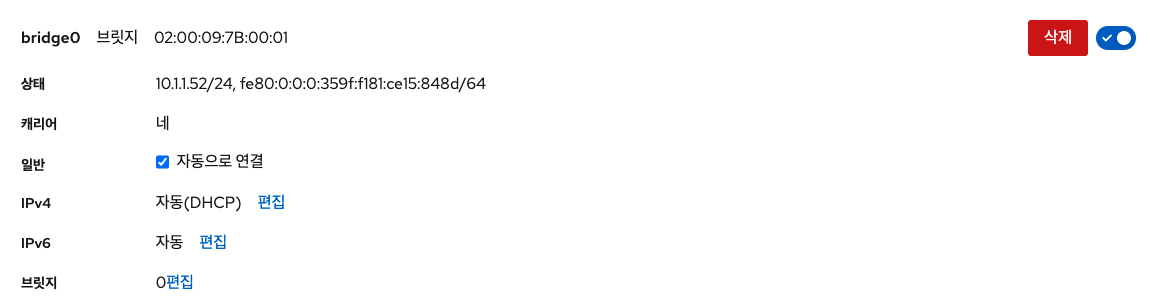 bridge0 브릿지 02:00:09:7B:00:01 삭제
상태 10.1.1.52/24, fe80:0:0:0:359f:f181:ce15:848d/64
캐리어 네
일반 자동으로 연결
IPv4 자동(DHCP) 편집
IPv6 자동 편집
브릿지 0편집